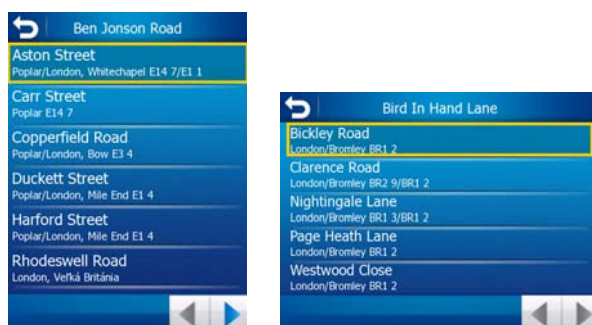 Ben Jonson Road
Aston Street
Poplar/London, Whitechapel E14 7/E1 1
Carr Street
Poplar E14 7
Copperfield Road
Poplar/London, Bow E3 4
Duckett Street
Poplar/London, Mile End E1 4
Harford Street
Poplar/London, Mile End E1 4
Rhodeswell Road
London, Veľká Británia
Bird In Hand Lane
Bickley Road
London/Bromley BR1 2
Clarence Road
London/Bromley BR2 9/BR1 2
Nightingale Lane
London/Bromley BR1 3/BR1 2
Page Heath Lane
London/Bromley BR1 2
Westwood Close
London/Bromley BR1 2